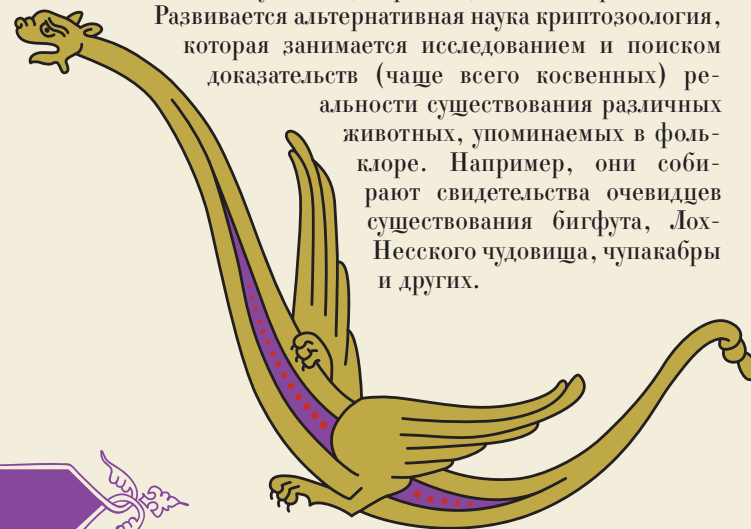 Развивается альтернативная наука криптозоология,
которая занимается исследованием и поиском
доказательств (чаще всего косвенных) ре-
альности существования различных
животных, упоминаемых в фоль-
клоре. Например, они соби-
рают свидетельства очевидцев
существования бигфута, Лох-
Несского чудовища, чупакабры
и других.